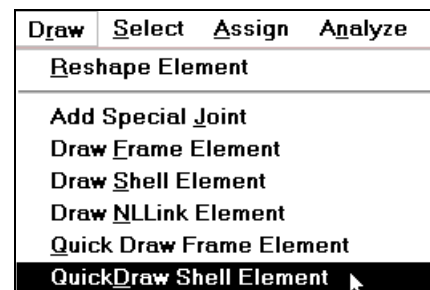 Draw Select Assign Analyze
Reshape Element
Add Special Joint
Draw Frame Element
Draw Shell Element
Draw NLLink Element
Quick Draw Frame Element
QuickDraw Shell Element